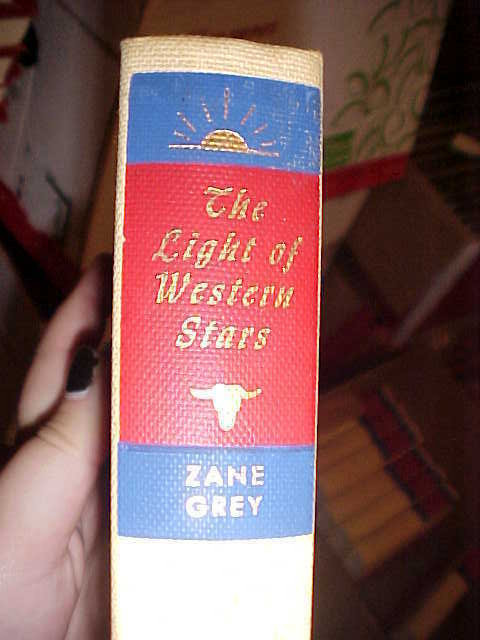 The
Light of
Western
Stars
ZANE
GREY